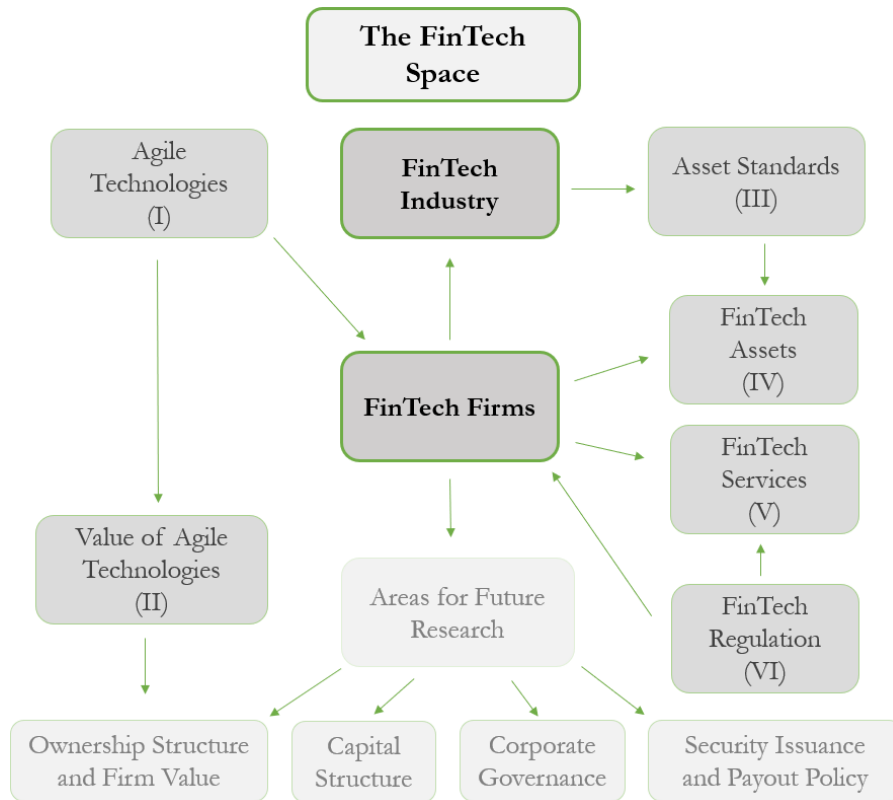 The FinTech
Space
Agile
Technologies
(I)
FinTech
Industry
Asset Standards
(III)
FinTech
Assets
(IV)
FinTech Firms
FinTech
Services
(V)
Value of Agile
Technologies
(II)
Areas for Future
Research
FinTech
Regulation
(VI)
Ownership Structure
and Firm Value
Capital
Structure
Corporate
Governance
Security Issuance
and Payout Policy